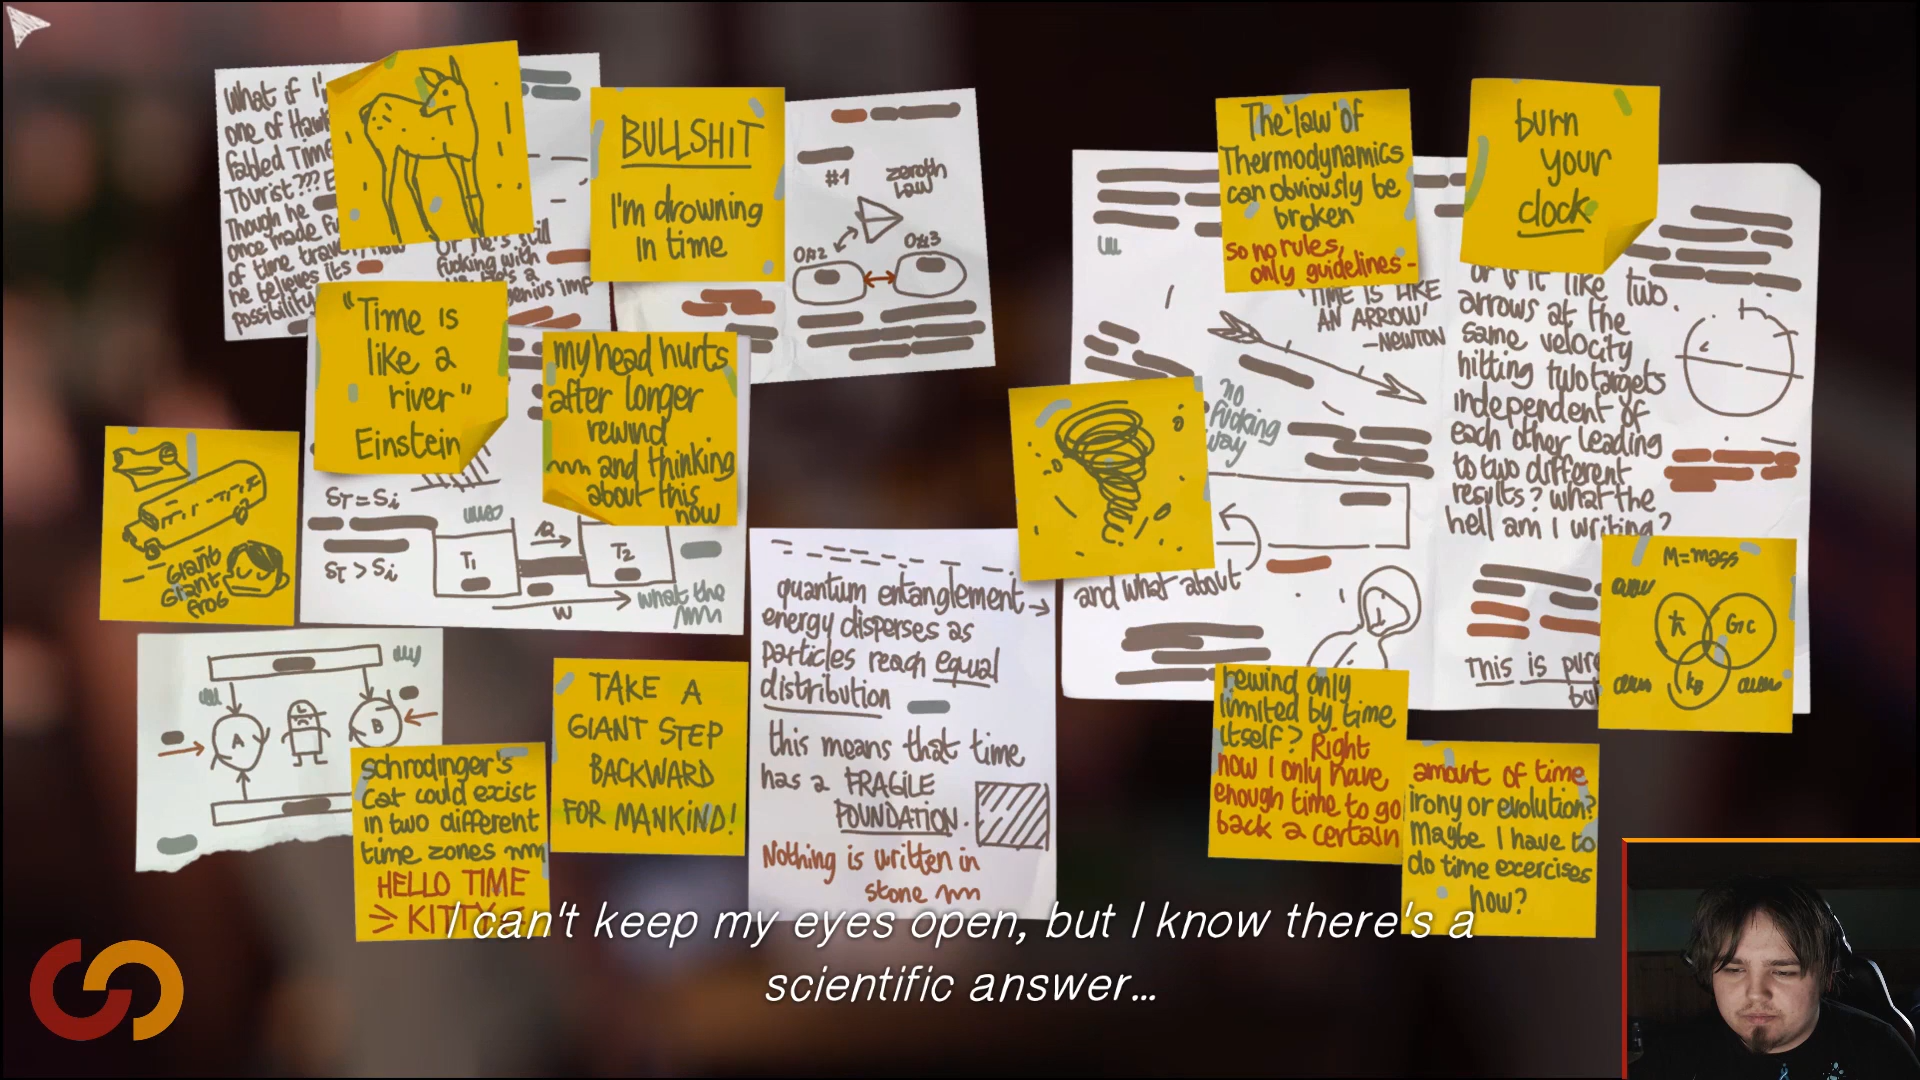 What if I'm
one of Hawk
fabled Time
Tourist???
Though he
once made fu
of time trave
he believes its
possibility
or he's still
fucking with
genius imp
BULLSHIT
I'm drowning
in time
#1
zeroth
law
O#2
O#3
"Time is
like a
river"
Einstein
my head hurts
after longer
rewind
and thinking
about this
now
GIANT
GIANT
FROG
ST = Si
ST > Si
T1
T2
W
what the
A
B
schrodinger's
cat could exist
in two different
time zones
HELLO TIME
KITTY
TAKE A
GIANT STEP
BACKWARD
FOR MANKIND!
quantum entanglement
energy disperses as
particles reach equal
distribution
this means that time
has a FRAGILE
FOUNDATION.
Nothing is written in
stone
The 'law' of
Thermodynamics
can obviously be
broken
so no rules,
only guidelines-
burn
your
clock
'TIME IS LIKE
AN ARROW'
-NEWTON
no
fucking
way
or is it like two
arrows at the
same velocity
hitting two targets
independent of
each other leading
to two different
results? what the
hell am I writing?
and what about
This is pure
M=mass
ħ
Gc
kB
rewind only
limited by time
itself? Right
now I only have
enough time to go
back a certain
amount of time
irony or evolution?
Maybe I have to
do time excercises
now?
I can't keep my eyes open, but I know there's a
scientific answer...